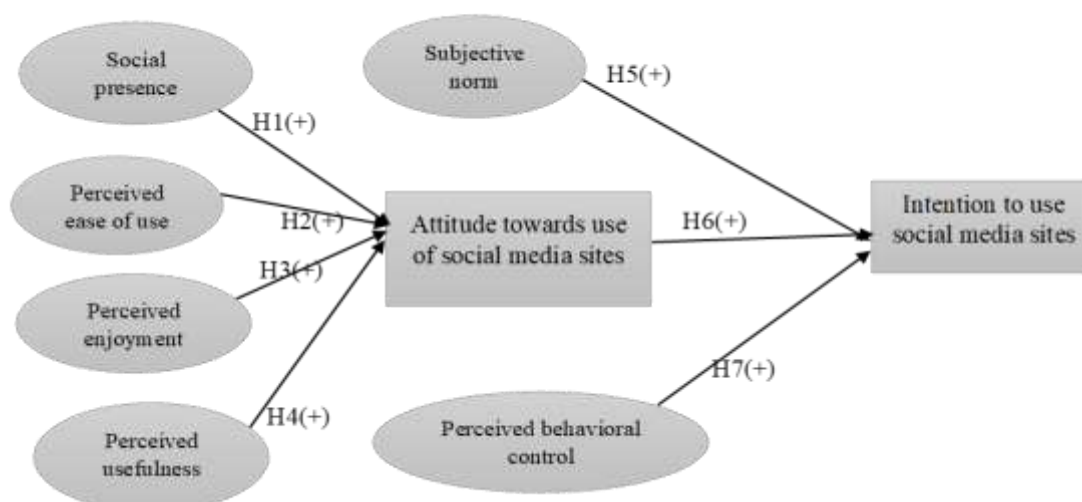 Social
presence
H1(+)
Perceived
ease of use
H2(+)
Perceived
enjoyment
H3(+)
Perceived
usefulness
H4(+)
Subjective
norm
H5(+)
Attitude towards use
of social media sites
H6(+)
Perceived behavioral
control
H7(+)
Intention to use
social media sites